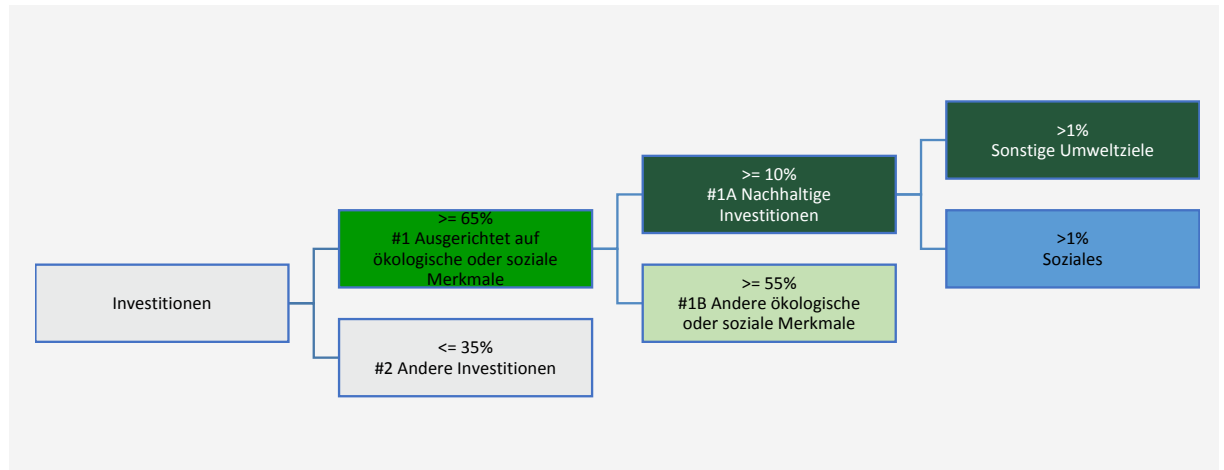 Investitionen
>= 65%
#1 Ausgerichtet auf
ökologische oder soziale
Merkmale
<= 35%
#2 Andere Investitionen
>= 10%
#1A Nachhaltige
Investitionen
>= 55%
#1B Andere ökologische
oder soziale Merkmale
>1%
Sonstige Umweltziele
>1%
Soziales